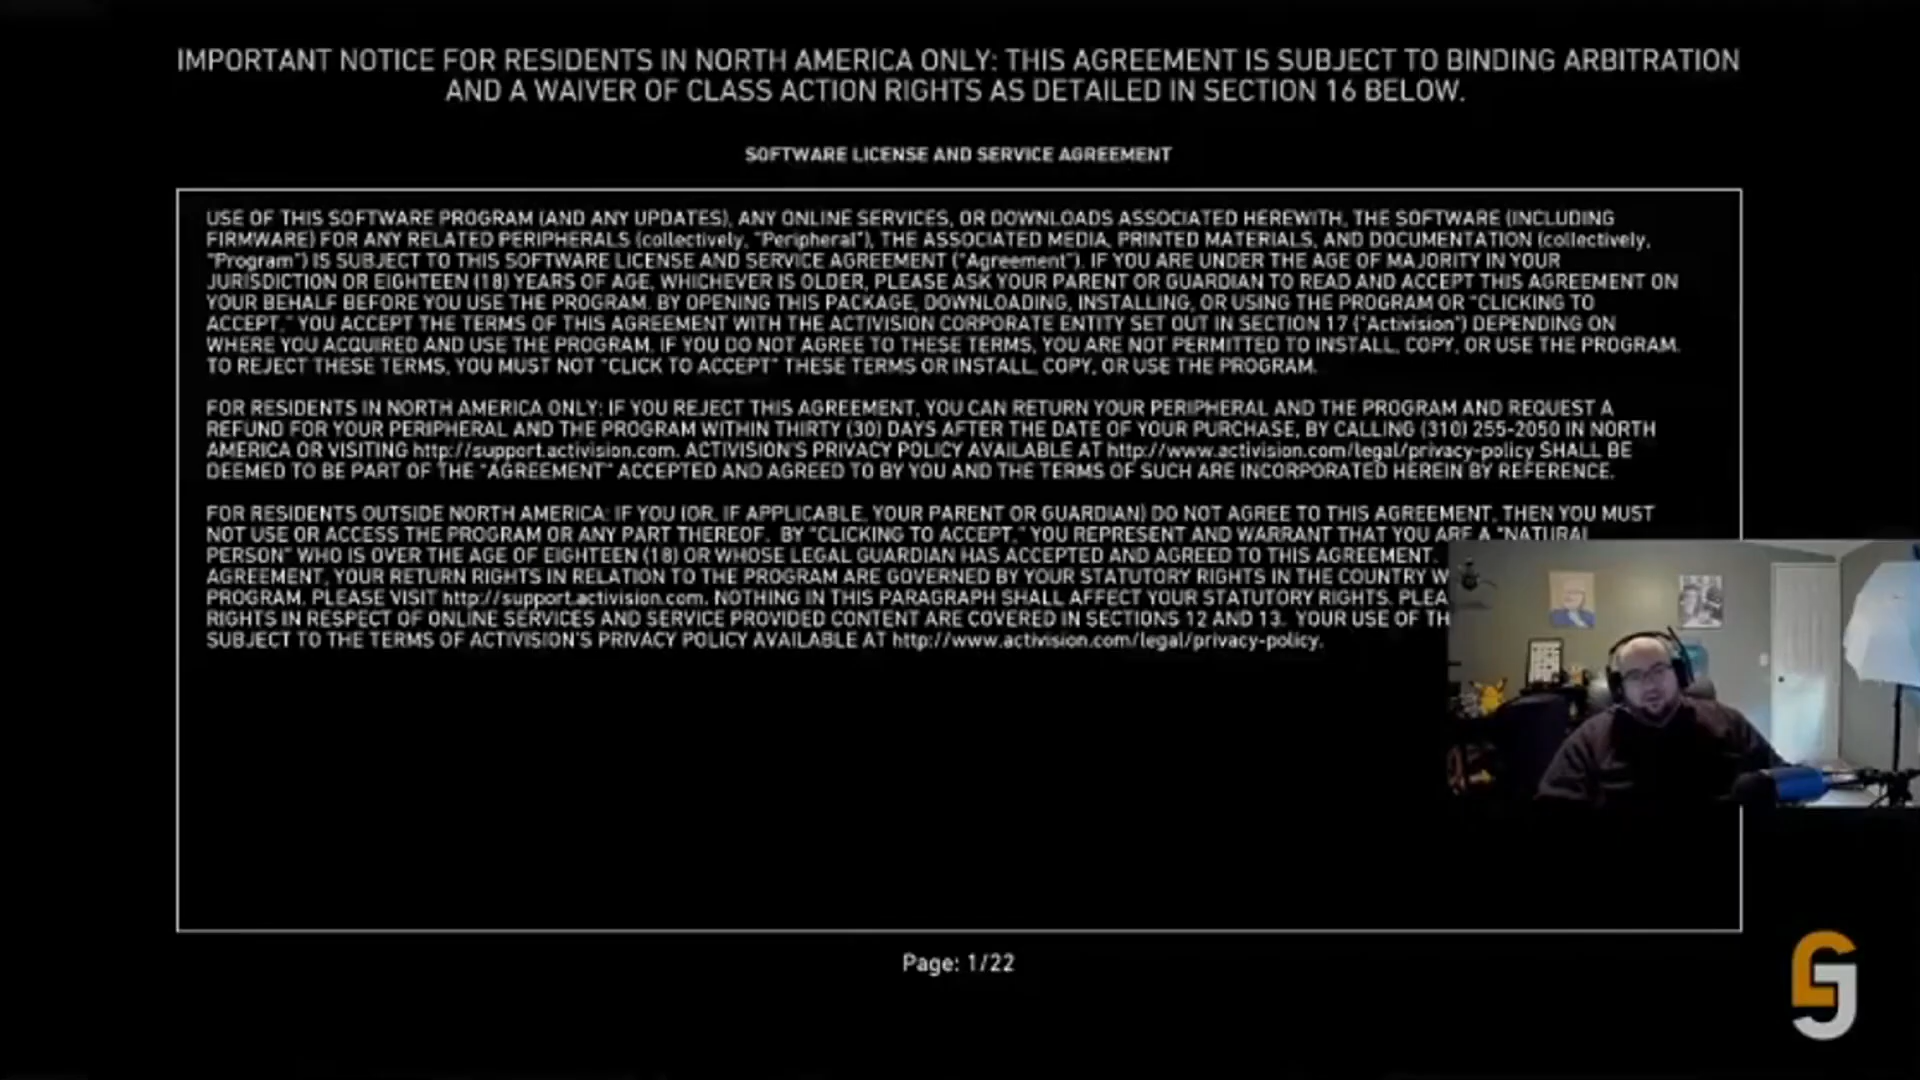 IMPORTANT NOTICE FOR RESIDENTS IN NORTH AMERICA ONLY: THIS AGREEMENT IS SUBJECT TO BINDING ARBITRATION
AND A WAIVER OF CLASS ACTION RIGHTS AS DETAILED IN SECTION 16 BELOW.
SOFTWARE LICENSE AND SERVICE AGREEMENT
USE OF THIS SOFTWARE PROGRAM (AND ANY UPDATES), ANY ONLINE SERVICES, OR DOWNLOADS ASSOCIATED HEREWITH, THE SOFTWARE (INCLUDING
FIRMWARE) FOR ANY RELATED PERIPHERALS (collectively, "Peripheral"), THE ASSOCIATED MEDIA, PRINTED MATERIALS, AND DOCUMENTATION (collectively,
"Program") IS SUBJECT TO THIS SOFTWARE LICENSE AND SERVICE AGREEMENT ("Agreement"). IF YOU ARE UNDER THE AGE OF MAJORITY IN YOUR
JURISDICTION OR EIGHTEEN (18) YEARS OF AGE, WHICHEVER IS OLDER, PLEASE ASK YOUR PARENT OR GUARDIAN TO READ AND ACCEPT THIS AGREEMENT ON
YOUR BEHALF BEFORE YOU USE THE PROGRAM. BY OPENING THIS PACKAGE, DOWNLOADING, INSTALLING, OR USING THE PROGRAM OR "CLICKING TO
ACCEPT," YOU ACCEPT THE TERMS OF THIS AGREEMENT WITH THE ACTIVISION CORPORATE ENTITY SET OUT IN SECTION 17 ("Activision") DEPENDING ON
WHERE YOU ACQUIRED AND USE THE PROGRAM. IF YOU DO NOT AGREE TO THESE TERMS, YOU ARE NOT PERMITTED TO INSTALL, COPY, OR USE THE PROGRAM.
TO REJECT THESE TERMS, YOU MUST NOT "CLICK TO ACCEPT" THESE TERMS OR INSTALL, COPY, OR USE THE PROGRAM.
FOR RESIDENTS IN NORTH AMERICA ONLY: IF YOU REJECT THIS AGREEMENT, YOU CAN RETURN YOUR PERIPHERAL AND THE PROGRAM AND REQUEST A
REFUND FOR YOUR PERIPHERAL AND THE PROGRAM WITHIN THIRTY (30) DAYS AFTER THE DATE OF YOUR PURCHASE, BY CALLING (310) 255-2050 IN NORTH
AMERICA OR VISITING http://support.activision.com. ACTIVISION'S PRIVACY POLICY AVAILABLE AT http://www.activision.com/legal/privacy-policy SHALL BE
DEEMED TO BE PART OF THE "AGREEMENT" ACCEPTED AND AGREED TO BY YOU AND THE TERMS OF SUCH ARE INCORPORATED HEREIN BY REFERENCE.
FOR RESIDENTS OUTSIDE NORTH AMERICA: IF YOU (OR, IF APPLICABLE, YOUR PARENT OR GUARDIAN) DO NOT AGREE TO THIS AGREEMENT, THEN YOU MUST
NOT USE OR ACCESS THE PROGRAM OR ANY PART THEREOF. BY "CLICKING TO ACCEPT," YOU REPRESENT AND WARRANT THAT YOU ARE A "NATURAL
PERSON" WHO IS OVER THE AGE OF EIGHTEEN (18) OR WHOSE LEGAL GUARDIAN HAS ACCEPTED AND AGREED TO THIS AGREEMENT.
AGREEMENT, YOUR RETURN RIGHTS IN RELATION TO THE PROGRAM ARE GOVERNED BY YOUR STATUTORY RIGHTS IN THE COUNTRY
PROGRAM. PLEASE VISIT http://support.activision.com. NOTHING IN THIS PARAGRAPH SHALL AFFECT YOUR STATUTORY RIGHTS.
RIGHTS IN RESPECT OF ONLINE SERVICES AND SERVICE PROVIDED CONTENT ARE COVERED IN SECTIONS 12 AND 13. YOUR USE OF
SUBJECT TO THE TERMS OF ACTIVISION'S PRIVACY POLICY AVAILABLE AT http://www.activision.com/legal/privacy-policy.
Page: 1/22